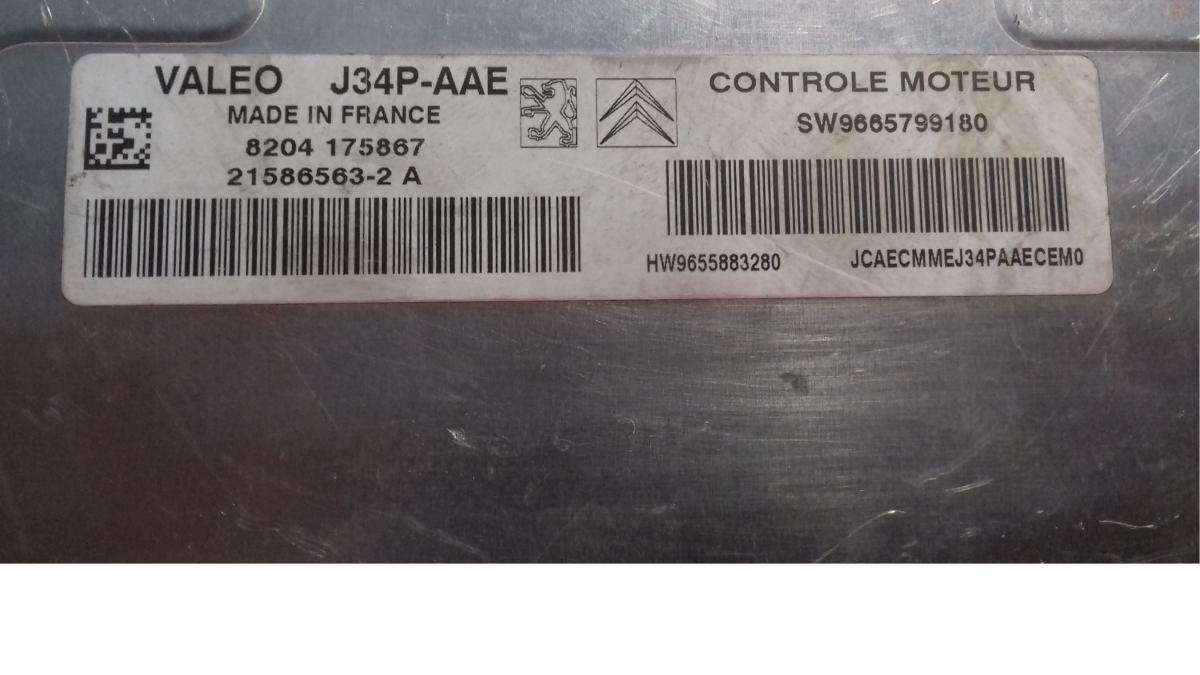 VALEO J34P-AAE
MADE IN FRANCE
8204 175867
21586563-2 A
CONTROLE MOTEUR
SW9665799180
HW9655883280 JCAECMMEJ34PAAECEM0